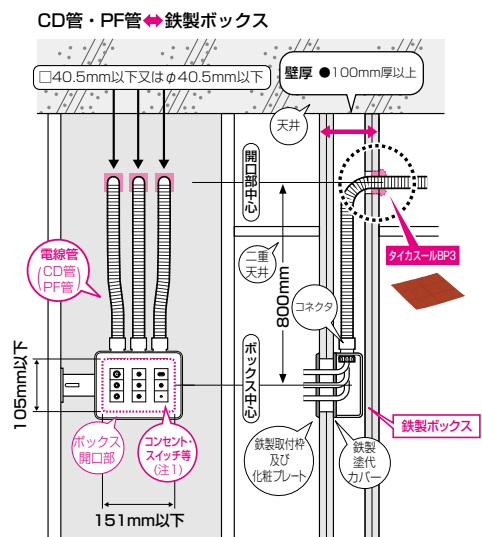 CD管・PF管⇔鉄製ボックス
□40.5mm以下又はφ40.5mm以下
壁厚 ●100mm厚以上
天井
開口部中心
電線管
(CD管
PF管)
二重
天井
800mm
タイカスールBP3
コネクタ
105mm以下
ボックス中心
ボックス
開口部
コンセント・
スイッチ等
(注1)
鉄製取付枠
及び
化粧プレート
鉄製
塗代
カバー
鉄製ボックス
151mm以下